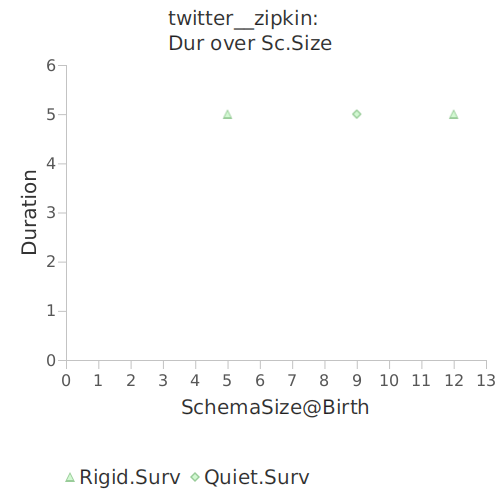 twitter__zipkin:
Dur over Sc.Size
6
5
4
3
2
1
0
Duration
0 1 2 3 4 5 6 7 8 9 10 11 12 13
SchemaSize@Birth
Rigid.Surv Quiet.Surv